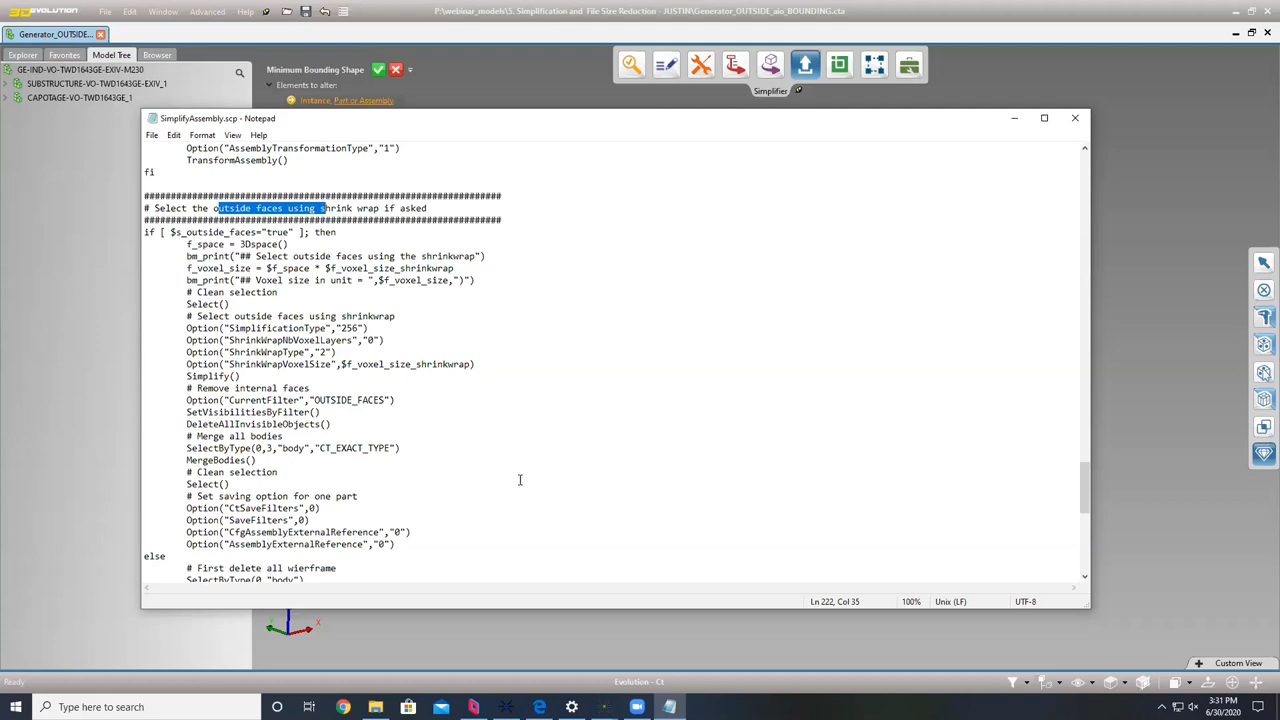 3DEVOLUTION File Edit Window Advanced Help P:\webinar_models\5. Simplification and File Size Reduction - JUSTIN\Generator_OUTSIDE_aio_BOUNDING.cta
Generator_OUTSIDE...
Explorer Favorites Model Tree Browser
GE-IND-VO-TWD1643GE-EXIV-M230
SUBSTRUCTURE-VO-TWD1643GE-EXIV_1
CAPOTAGE-VO-TWD163GE_1
Minimum Bounding Shape
Elements to alter:
Instance, Part or Assembly
Simplifier
SimplifyAssembly.scp - Notepad
File Edit Format View Help
Option("AssemblyTransformationType","1")
TransformAssembly()
fi
###################################################################
# Select the outside faces using shrink wrap if asked
###################################################################
if [ $s_outside_faces="true" ]; then
f_space = 3Dspace()
bm_print("## Select outside faces using the shrinkwrap")
f_voxel_size = $f_space * $f_voxel_size_shrinkwrap
bm_print("## Voxel size in unit = ",$f_voxel_size,")")
# Clean selection
Select()
# Select outside faces using shrinkwrap
Option("SimplificationType","256")
Option("ShrinkWrapNbVoxelLayers","0")
Option("ShrinkWrapType","2")
Option("ShrinkWrapVoxelSize",$f_voxel_size_shrinkwrap)
Simplify()
# Remove internal faces
Option("CurrentFilter","OUTSIDE_FACES")
SetVisibilitiesByFilter()
DeleteAllInvisibleObjects()
# Merge all bodies
SelectByType(0,3,"body","CT_EXACT_TYPE")
MergeBodies()
# Clean selection
Select()
# Set saving option for one part
Option("CtSaveFilters",0)
Option("SaveFilters",0)
Option("CfgAssemblyExternalReference","0")
Option("AssemblyExternalReference","0")
else
# First delete all wierframe
SelectByType(0,"body")
Ln 222, Col 35 100% Unix (LF) UTF-8
X
Custom View
Ready Evolution - Ct
Type here to search
3:31 PM
6/30/2020